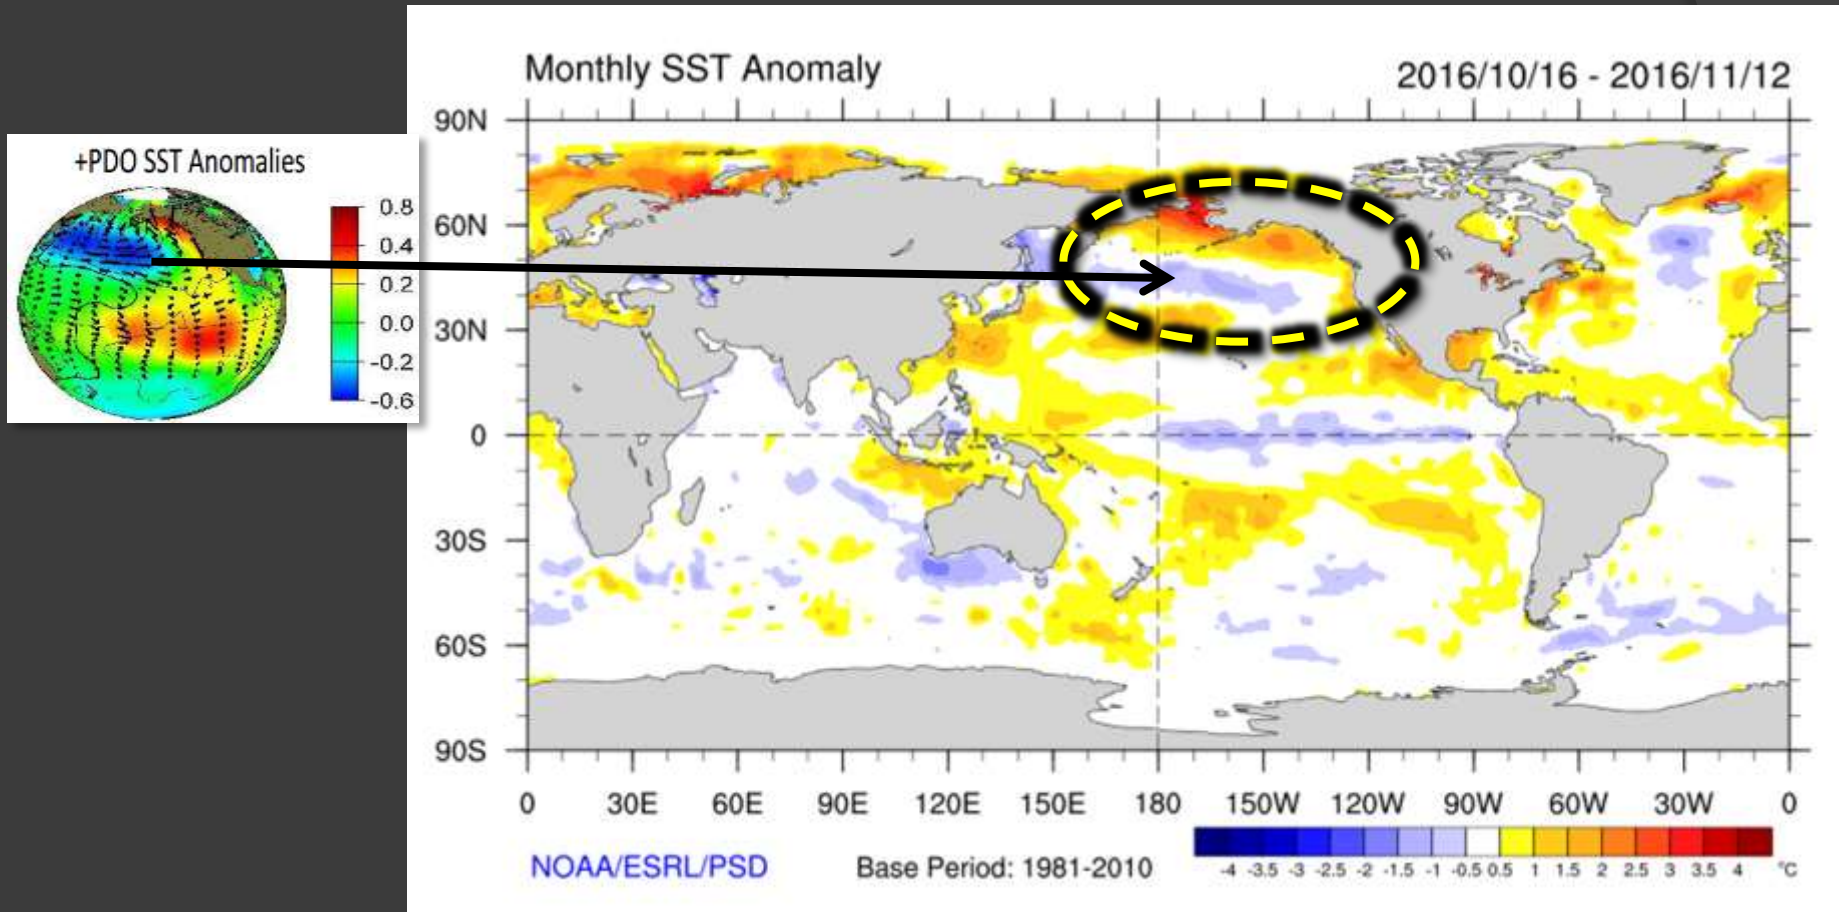 Monthly SST Anomaly
2016/10/16 - 2016/11/12
+PDO SST Anomalies
0.8
0.4
0.2
0.0
-0.2
-0.6
90N
60N
30N
0
30S
60S
90S
0 30E 60E 90E 120E 150E 180 150W 120W 90W 60W 30W 0
NOAA/ESRL/PSD
Base Period: 1981-2010
-4 -3.5 -3 -2.5 -2 -1.5 -1 -0.5 0.5 1 1.5 2 2.5 3 3.5 4 °C